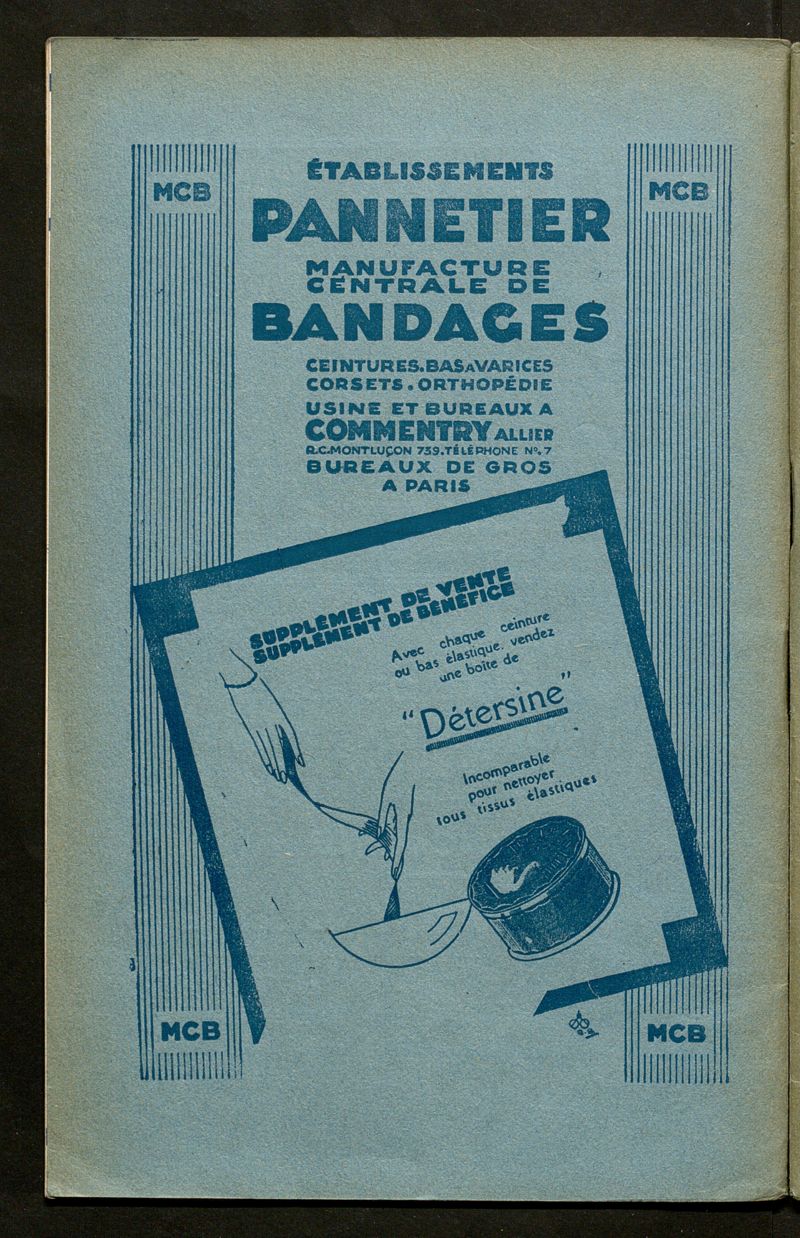 MCB
MCB
ÉTABLISSEMENTS
PANNETIER
MANUFACTURE
CENTRALE DE
BANDAGES
CEINTURES.BAS A VARICES
CORSETS.ORTHOPÉDIE
USINE ET BUREAUX A
COMMENTRY ALLIER
R.C.MONTLUÇON 739.TÉLÉPHONE No.7
BUREAUX DE GROS
A PARIS
SUPPLÉMENT DE VENTE
SUPPLÉMENT DE BÉNÉFICE
Avec chaque ceinture
ou bas élastique, vendez
une boîte de
"Détersine"
Incomparable
pour nettoyer
tous tissus élastiques
MCB
MCB